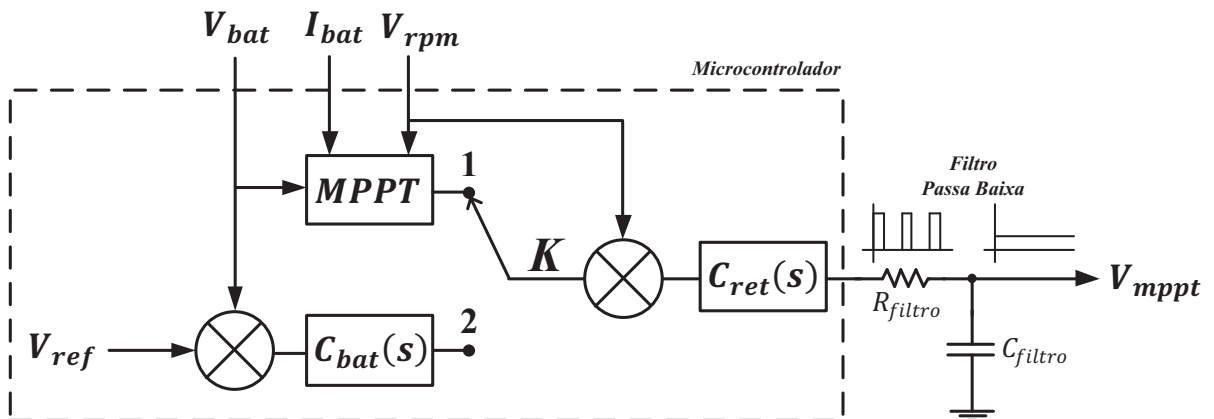 V_bat I_bat V_rpm
Microcontrolador
MPPT
1
K
C_ret(s)
Filtro
Passa Baixa
R_filtro
V_mppt
C_filtro
V_ref
C_bat(s)
2